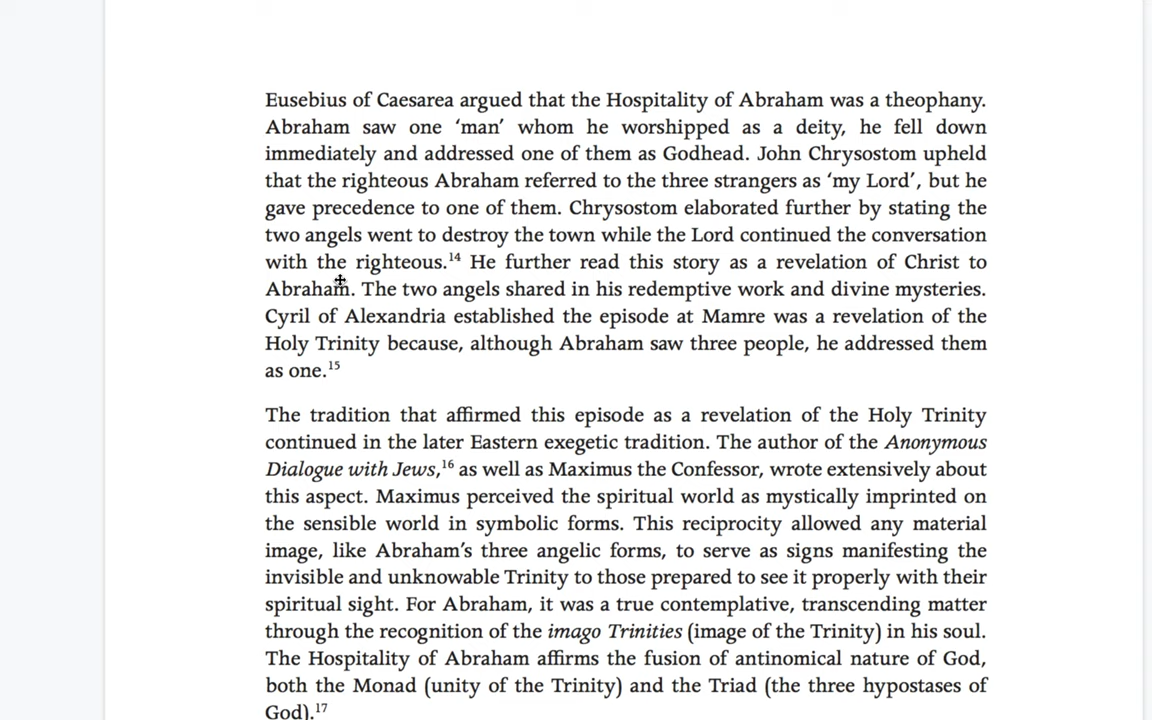 Eusebius of Caesarea argued that the Hospitality of Abraham was a theophany.
Abraham saw one ‘man’ whom he worshipped as a deity, he fell down
immediately and addressed one of them as Godhead. John Chrysostom upheld
that the righteous Abraham referred to the three strangers as ‘my Lord’, but he
gave precedence to one of them. Chrysostom elaborated further by stating the
two angels went to destroy the town while the Lord continued the conversation
with the righteous.¹⁴ He further read this story as a revelation of Christ to
Abraham. The two angels shared in his redemptive work and divine mysteries.
Cyril of Alexandria established the episode at Mamre was a revelation of the
Holy Trinity because, although Abraham saw three people, he addressed them
as one.¹⁵
The tradition that affirmed this episode as a revelation of the Holy Trinity
continued in the later Eastern exegetic tradition. The author of the Anonymous
Dialogue with Jews,¹⁶ as well as Maximus the Confessor, wrote extensively about
this aspect. Maximus perceived the spiritual world as mystically imprinted on
the sensible world in symbolic forms. This reciprocity allowed any material
image, like Abraham’s three angelic forms, to serve as signs manifesting the
invisible and unknowable Trinity to those prepared to see it properly with their
spiritual sight. For Abraham, it was a true contemplative, transcending matter
through the recognition of the imago Trinities (image of the Trinity) in his soul.
The Hospitality of Abraham affirms the fusion of antinomical nature of God,
both the Monad (unity of the Trinity) and the Triad (the three hypostases of
God).¹⁷